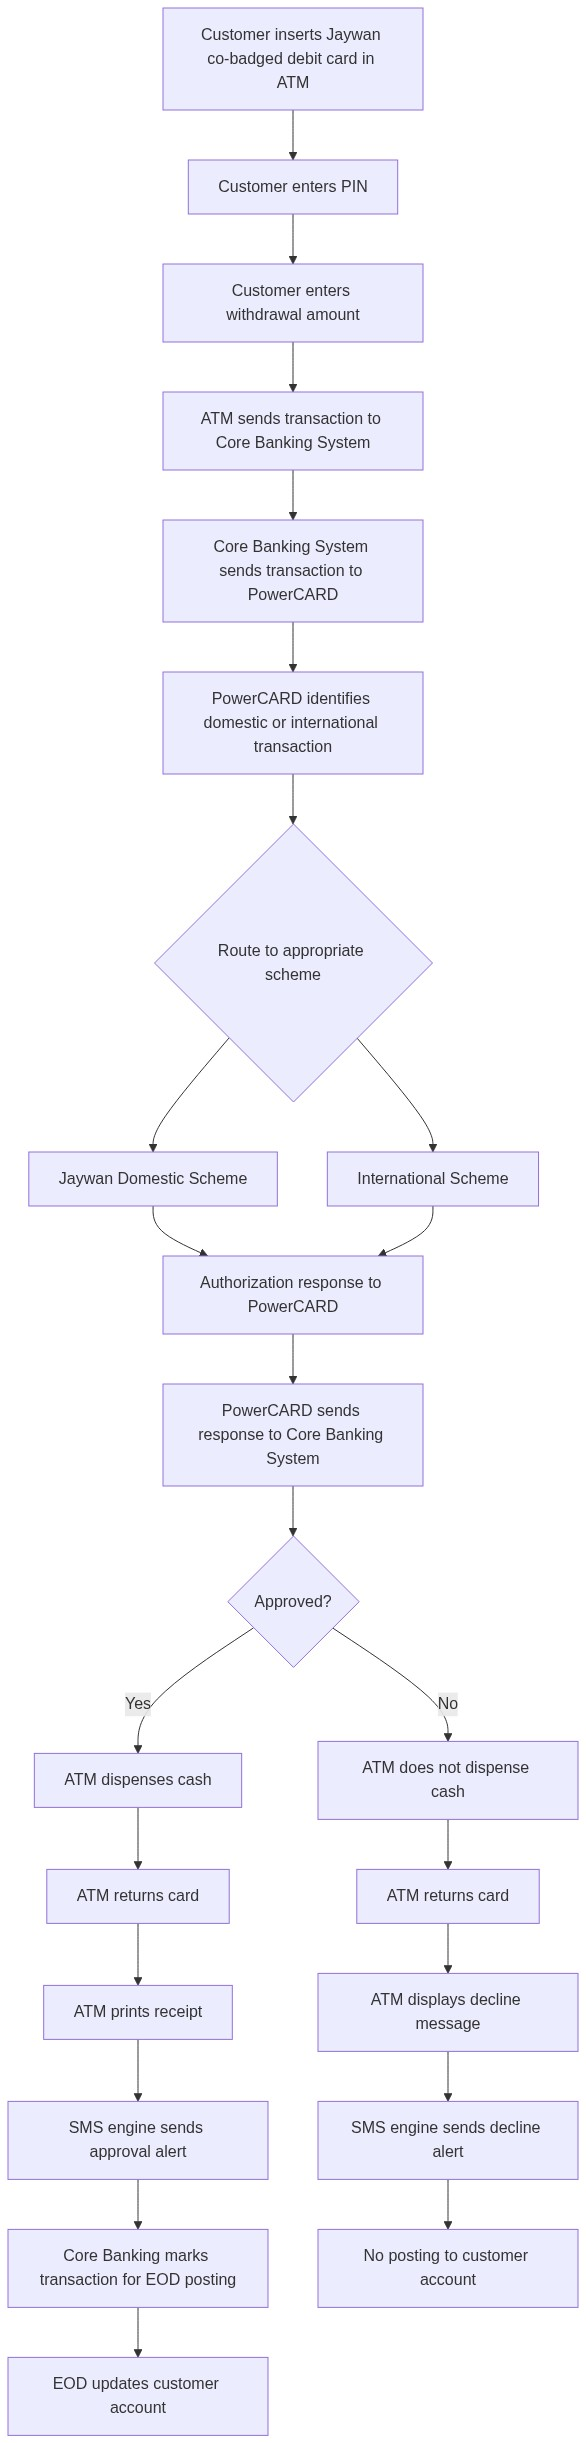 Customer inserts Jaywan
co-badged debit card in
ATM
Customer enters PIN
Customer enters
withdrawal amount
ATM sends transaction to
Core Banking System
Core Banking System
sends transaction to
PowerCARD
PowerCARD identifies
domestic or international
transaction
Route to appropriate
scheme
Jaywan Domestic Scheme
International Scheme
Authorization response to
PowerCARD
PowerCARD sends
response to Core Banking
System
Approved?
Yes
No
ATM dispenses cash
ATM does not dispense
cash
ATM returns card
ATM returns card
ATM prints receipt
ATM displays decline
message
SMS engine sends
approval alert
SMS engine sends decline
alert
Core Banking marks
transaction for EOD posting
No posting to customer
account
EOD updates customer
account